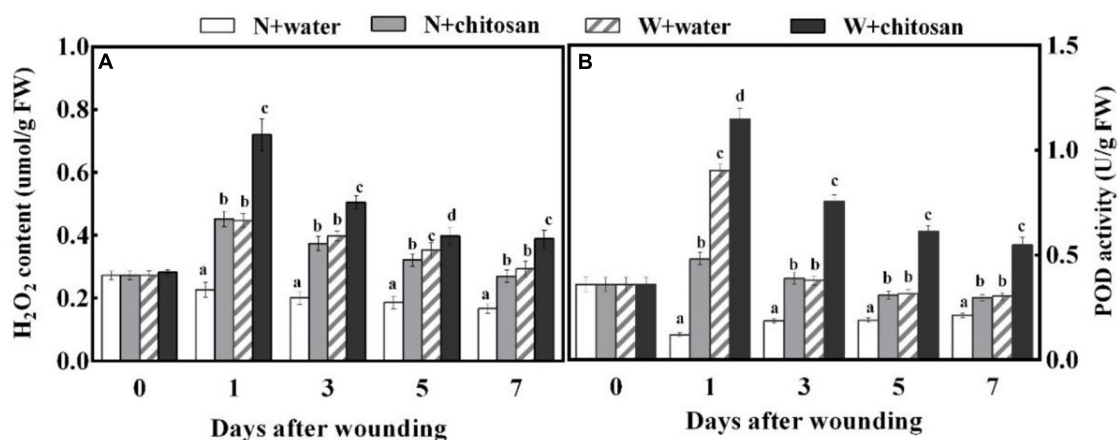 N+water N+chitosan W+water W+chitosan
A
H₂O₂ content (umol/g FW)
1.0
0.8
0.6
0.4
0.2
0.0
a b b c
a b b c
a b c d
a b b c
0 1 3 5 7
Days after wounding
B
POD activity (U/g FW)
1.5
1.0
0.5
0.0
a b c d
a b b c
a b b c
a b b c
0 1 3 5 7
Days after wounding